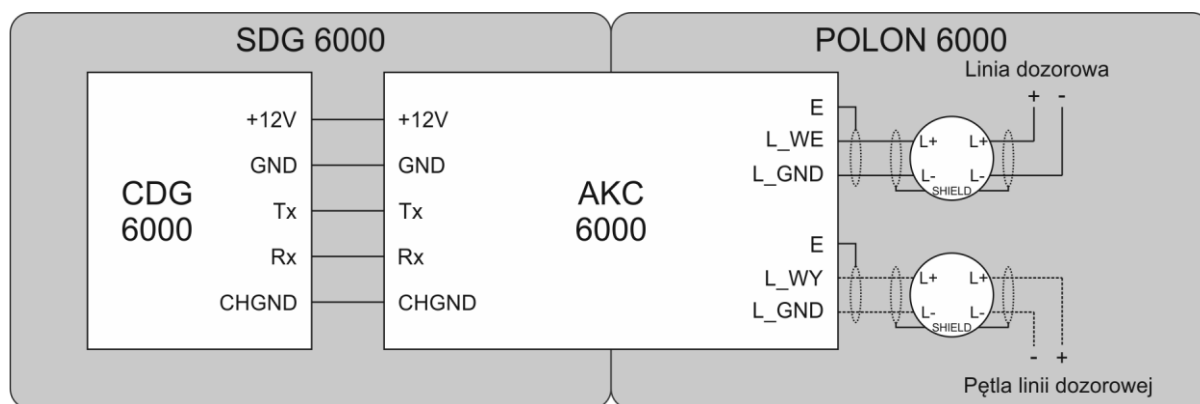 SDG 6000
POLON 6000
Linia dozorowa
+ -
CDG
6000
+12V
GND
Tx
Rx
CHGND
+12V
GND
Tx
Rx
CHGND
AKC
6000
E
L_WE
L_GND
L+ L+
L- L-
SHIELD
E
L_WY
L_GND
L+ L+
L- L-
SHIELD
- +
Pętla linii dozorowej